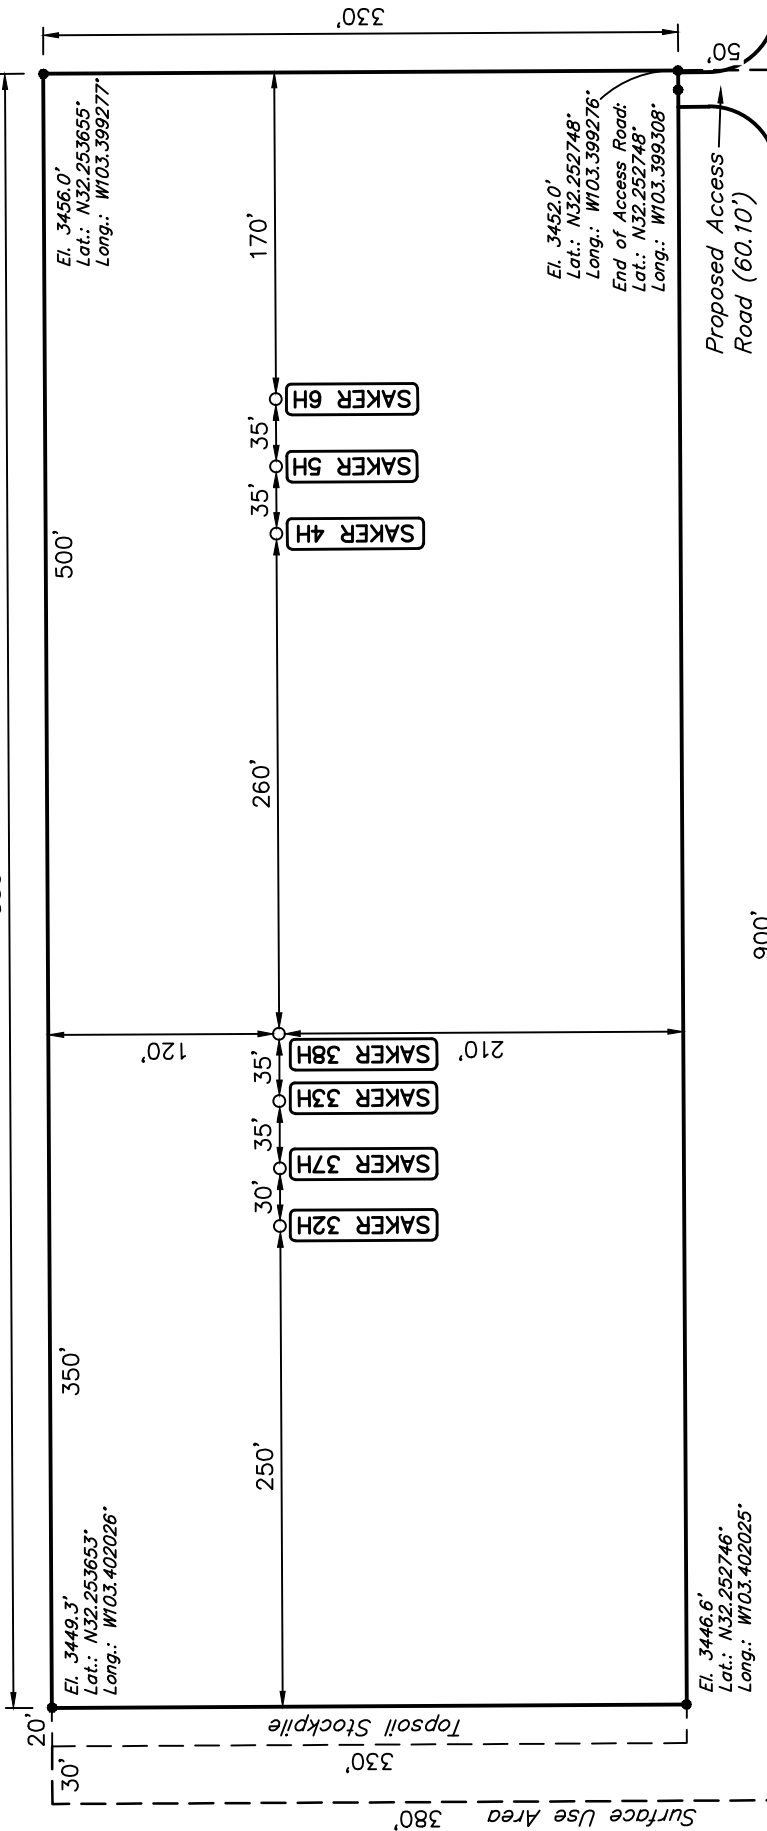 330'
50'
El. 3456.0'
Lat.: N32.253655°
Long.: W103.399277°
170'
El. 3452.0'
Lat.: N32.252748°
Long.: W103.399276°
End of Access Road:
Lat.: N32.252748°
Long.: W103.399308°
Proposed Access
Road (60.10')
SAKER 6H
35'
SAKER 5H
35'
SAKER 4H
500'
260'
900'
120'
210'
SAKER 38H
35'
SAKER 33H
35'
SAKER 37H
30'
SAKER 32H
350'
250'
El. 3449.3'
Lat.: N32.253653°
Long.: W103.402026°
El. 3446.6'
Lat.: N32.252746°
Long.: W103.402025°
20'
Topsoil Stockpile
30'
330'
Surface Use Area 380'